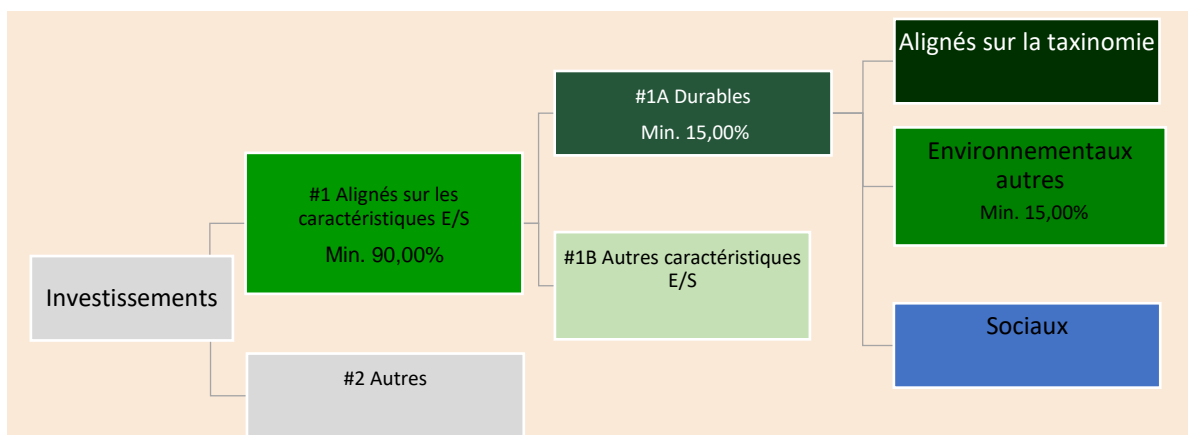 Investissements
#1 Alignés sur les
caractéristiques E/S
Min. 90,00%
#2 Autres
#1A Durables
Min. 15,00%
#1B Autres caractéristiques
E/S
Alignés sur la taxinomie
Environnementaux
autres
Min. 15,00%
Sociaux